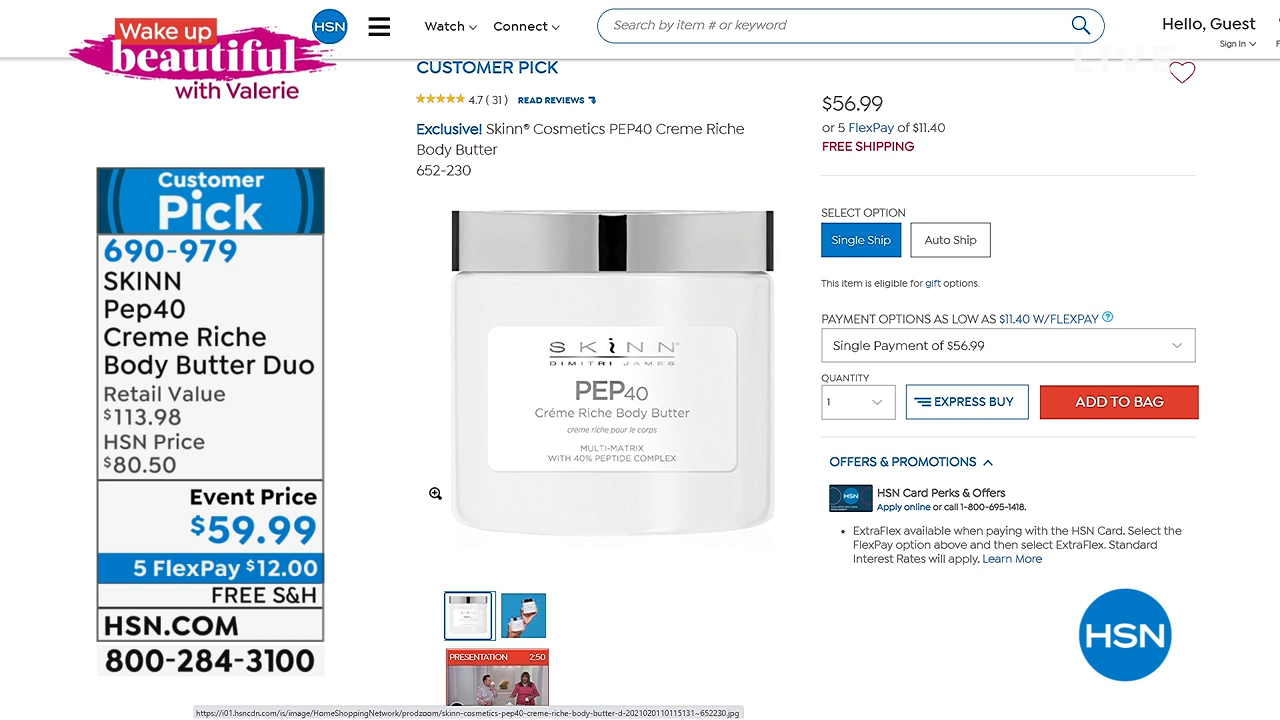 Wake up
beautiful
with Valerie
HSN
Watch
Connect
Search by item # or keyword
Hello, Guest
Sign In
LIVE
Customer
Pick
690-979
SKINN
Pep40
Creme Riche
Body Butter Duo
Retail Value
$113.98
HSN Price
$80.50
Event Price
$59.99
5 FlexPay $12.00
FREE S&H
HSN.COM
800-284-3100
CUSTOMER PICK
4.7 ( 31 ) READ REVIEWS
Exclusive! Skinn® Cosmetics PEP40 Creme Riche
Body Butter
652-230
SKINN®
DIMITRI JAMES
PEP40
Créme Riche Body Butter
crème riche pour le corps
MULTI-MATRIX
WITH 40% PEPTIDE COMPLEX
PRESENTATION 2:50
$56.99
or 5 FlexPay of $11.40
FREE SHIPPING
SELECT OPTION
Single Ship
Auto Ship
This item is eligible for gift options.
PAYMENT OPTIONS AS LOW AS $11.40 W/FLEXPAY ?
Single Payment of $56.99
QUANTITY
1
EXPRESS BUY
ADD TO BAG
OFFERS & PROMOTIONS
HSN
HSN Card Perks & Offers
Apply online or call 1-800-695-1418.
• ExtraFlex available when paying with the HSN Card. Select the
FlexPay option above and then select ExtraFlex. Standard
Interest Rates will apply. Learn More
HSN
https://i01.hsncdn.com/is/image/HomeShoppingNetwork/prodzoom/skinn-cosmetics-pep40-creme-riche-body-butter-d-2021020110115131~652230.jpg